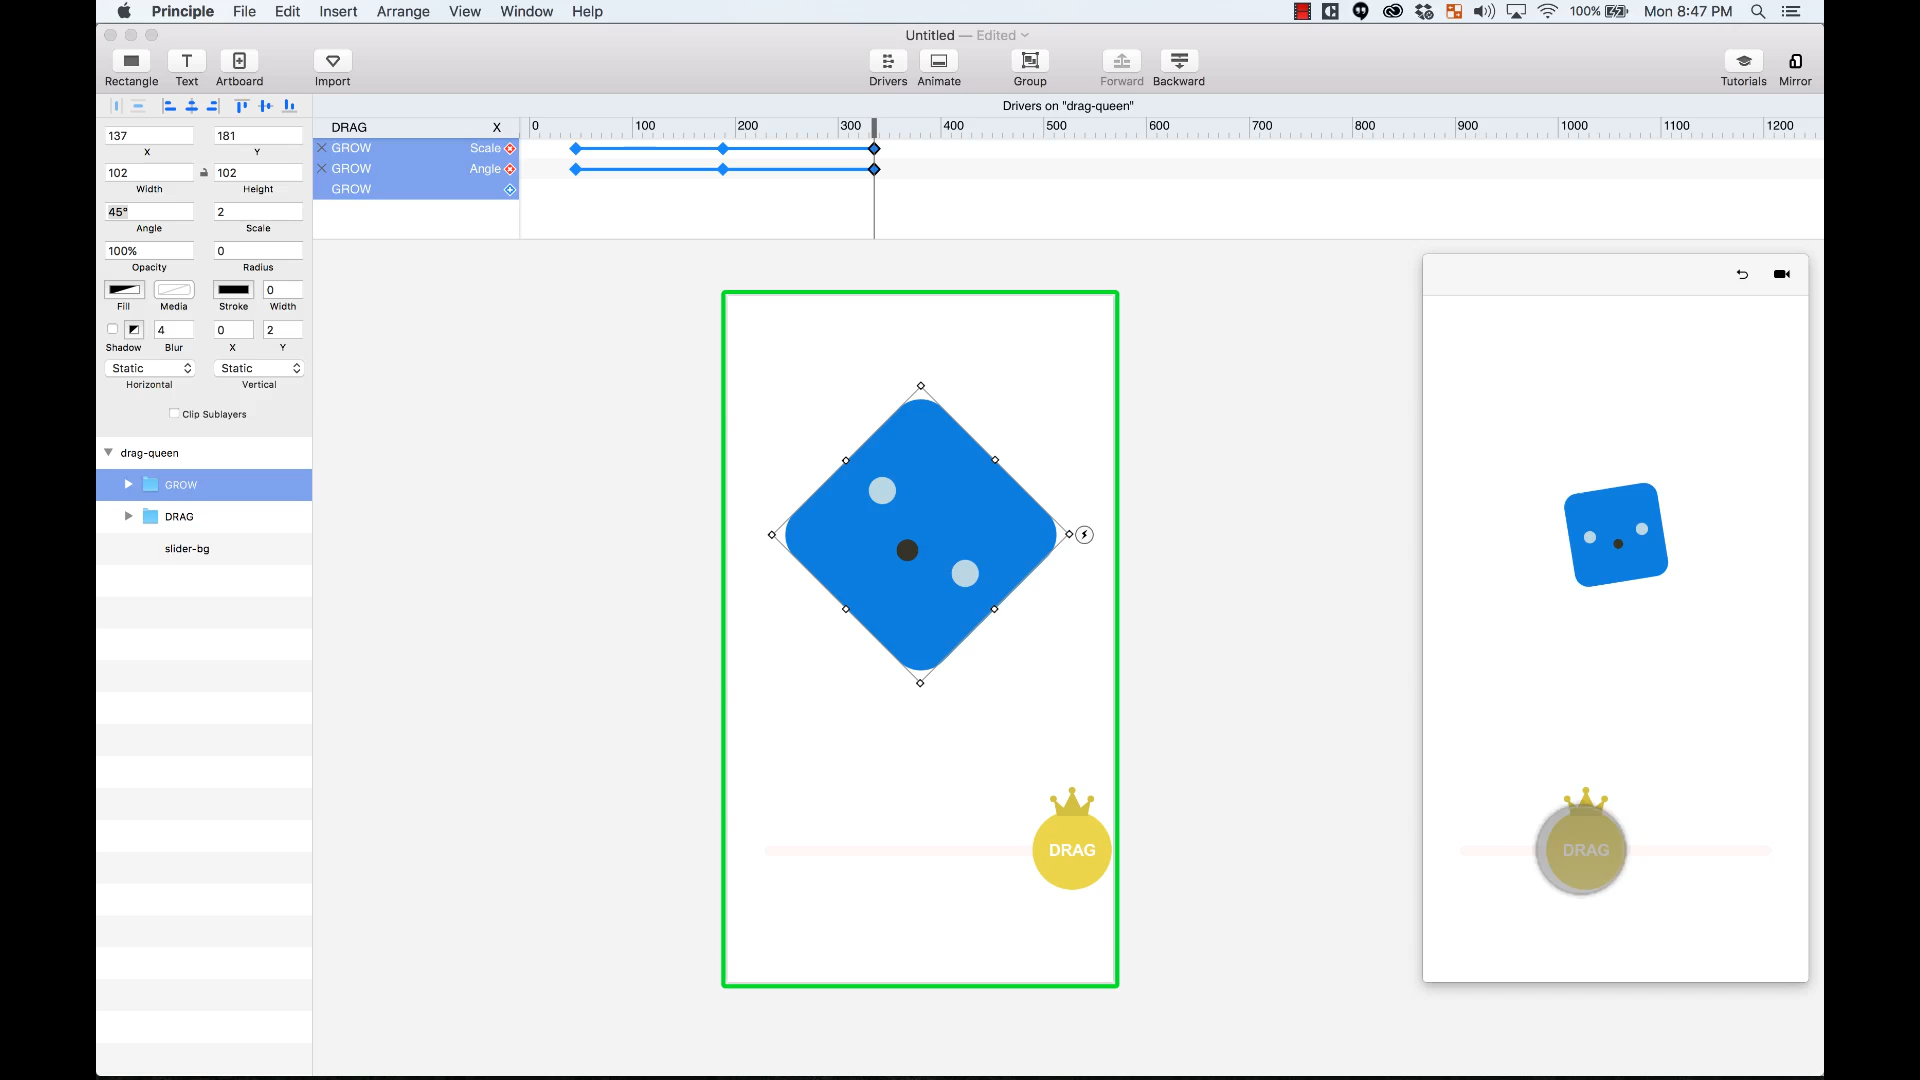 Principle File Edit Insert Arrange View Window Help 100% Mon 8:47 PM
Untitled — Edited
Rectangle Text Artboard Import Drivers Animate Group Forward Backward Tutorials Mirror
Drivers on "drag-queen"
DRAG X 0 100 200 300 400 500 600 700 800 900 1000 1100 1200
GROW Scale
GROW Angle
GROW
137 181
X Y
102 102
Width Height
45° 2
Angle Scale
100% 0
Opacity Radius
0
Fill Media Stroke Width
4 0 2
Shadow Blur X Y
Static Static
Horizontal Vertical
Clip Sublayers
drag-queen
GROW
DRAG
slider-bg
DRAG
DRAG